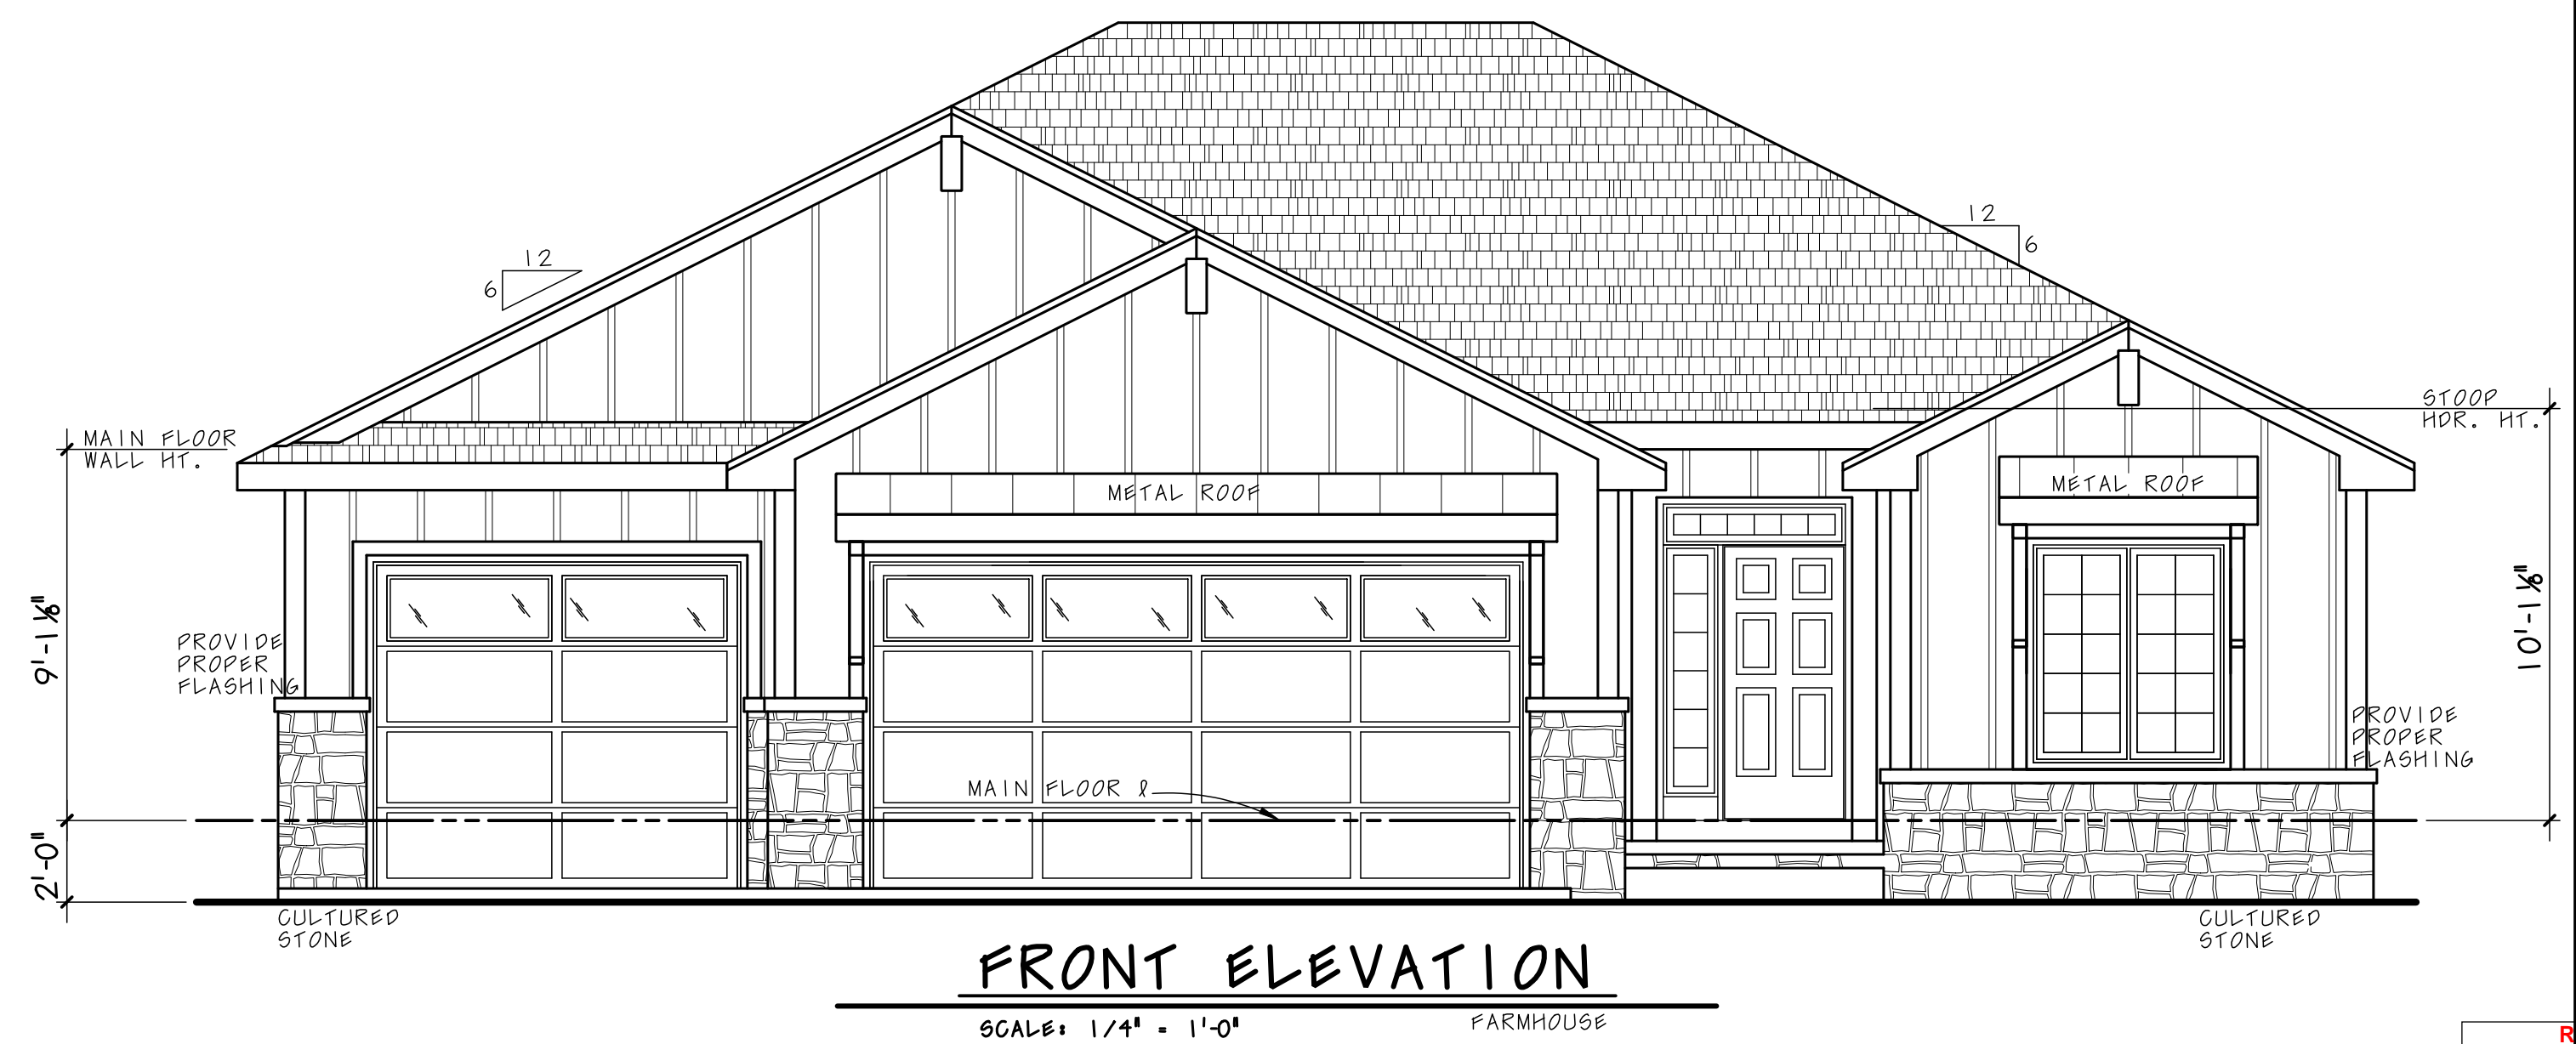 12
6
12
6
MAIN FLOOR
WALL HT.
STOOP
HDR. HT.
METAL ROOF
METAL ROOF
9'-1 1/8"
10'-1 1/8"
PROVIDE
PROPER
FLASHING
PROVIDE
PROPER
FLASHING
MAIN FLOOR
2'-0"
CULTURED
STONE
CULTURED
STONE
FRONT ELEVATION
SCALE: 1/4" = 1'-0"
FARMHOUSE
R